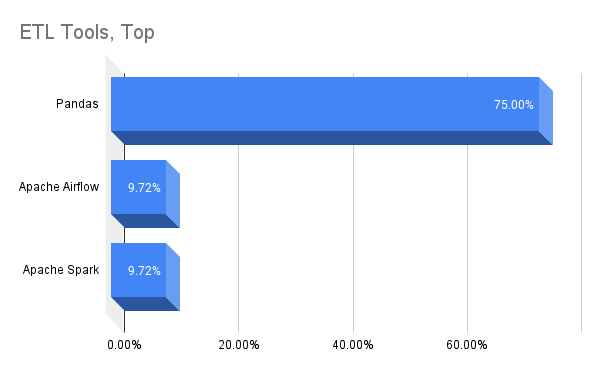 ETL Tools, Top
Pandas
75.00%
Apache Airflow
9.72%
Apache Spark
9.72%
0.00%
20.00%
40.00%
60.00%